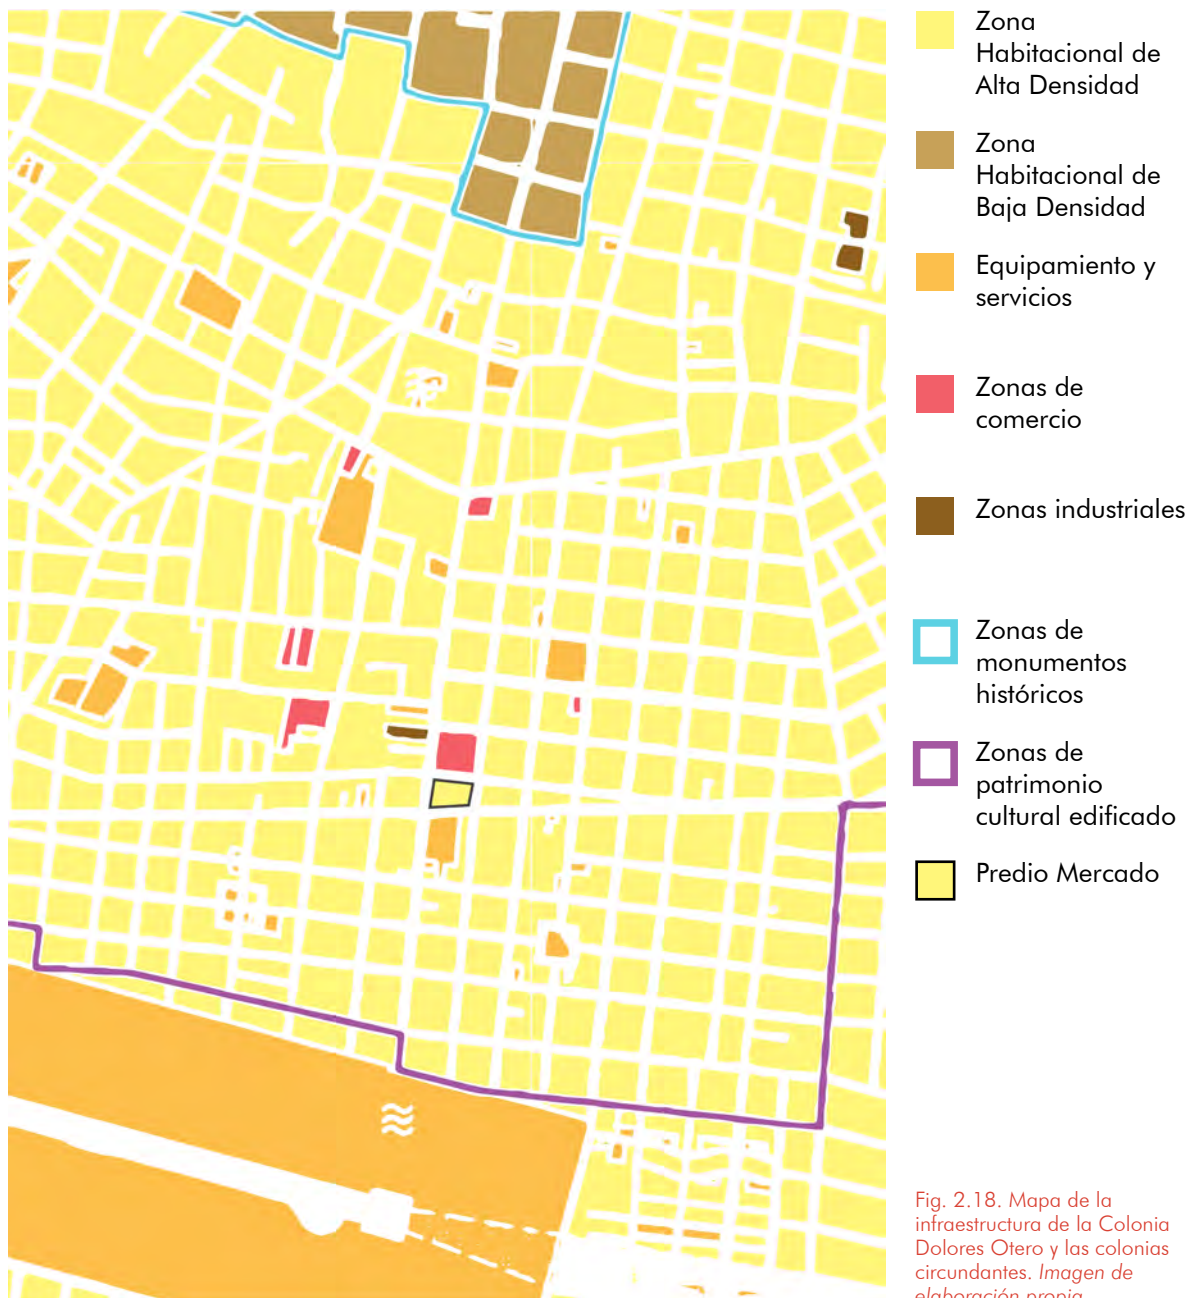 Zona
Habitacional de
Alta Densidad
Zona
Habitacional de
Baja Densidad
Equipamiento y
servicios
Zonas de
comercio
Zonas industriales
Zonas de
monumentos
históricos
Zonas de
patrimonio
cultural edificado
Predio Mercado
Fig. 2.18. Mapa de la
infraestructura de la Colonia
Dolores Otero y las colonias
circundantes. Imagen de
elaboración propia